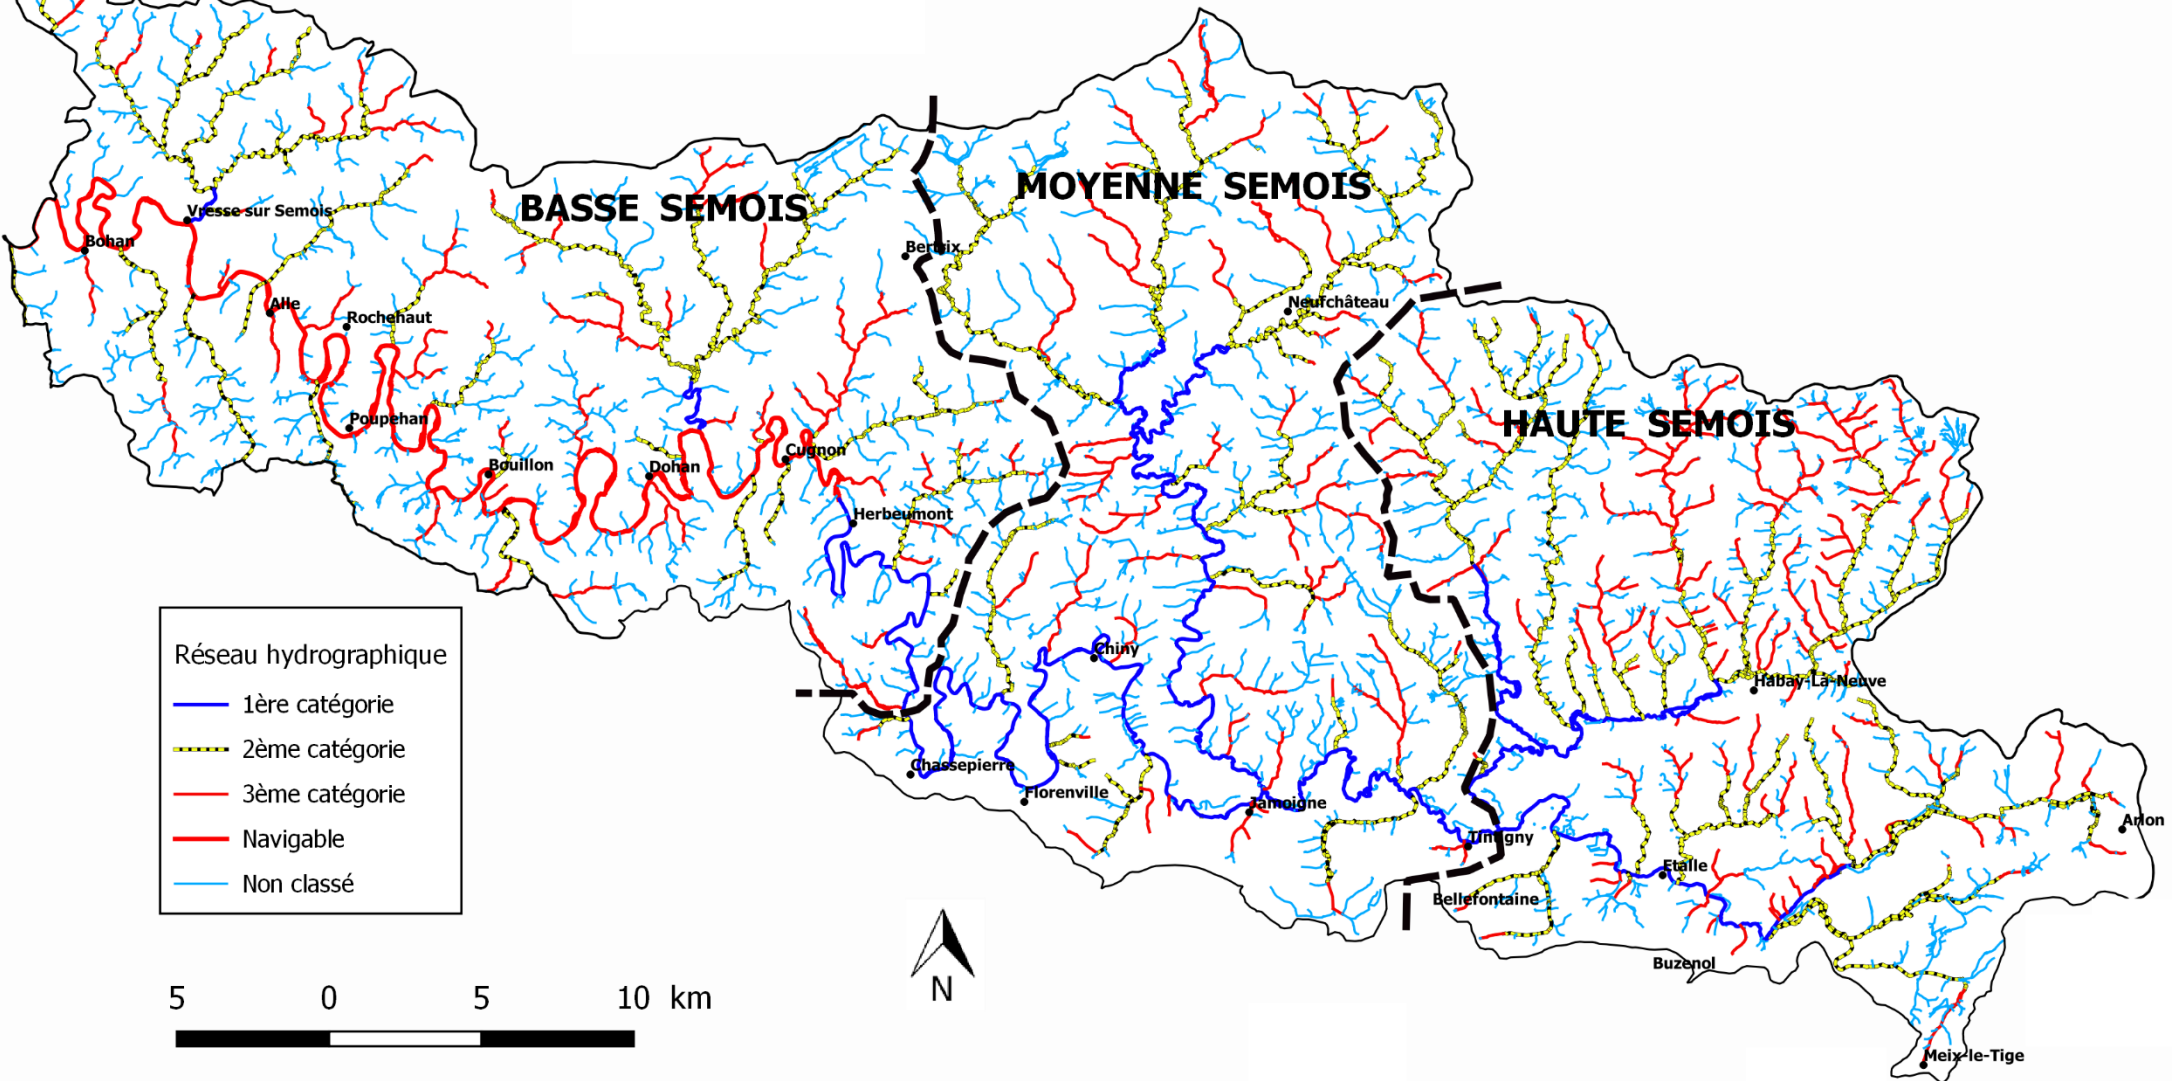 MOYENNE SEMOIS
BASSE SEMOIS
Vresse sur Semois
Bohan
Bertrix
Alle
Rochehaut
Neufchâteau
HAUTE SEMOIS
Poupehan
Bouillon
Dohan
Cugnon
Herbeumont
Chiny
Habay-La-Neuve
Chassepierre
Florenville
Jamoigne
Tintigny
Arlon
Etalle
Bellefontaine
Buzenol
Meix-le-Tige
Réseau hydrographique
1ère catégorie
2ème catégorie
3ème catégorie
Navigable
Non classé
N
5 0 5 10 km